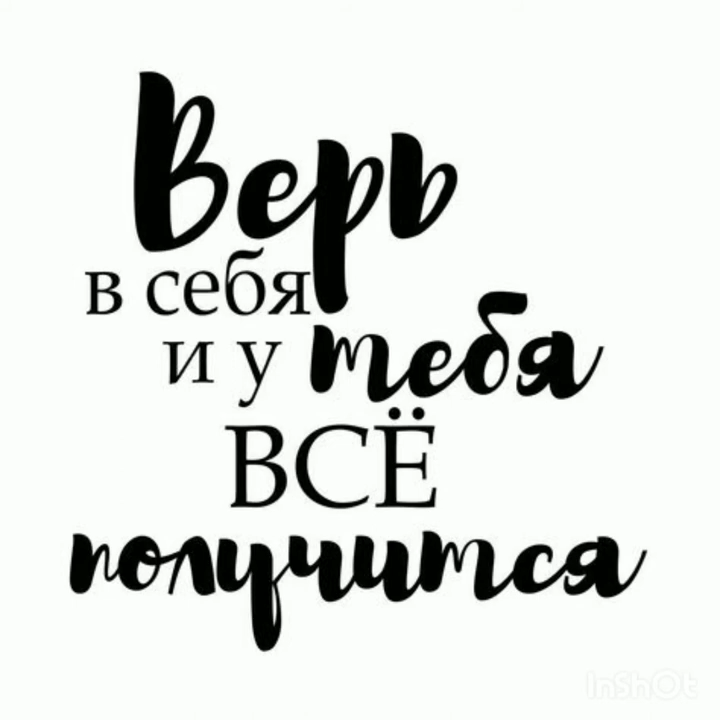 Верь
в себя
и у тебя
ВСЁ
получится
InShOt